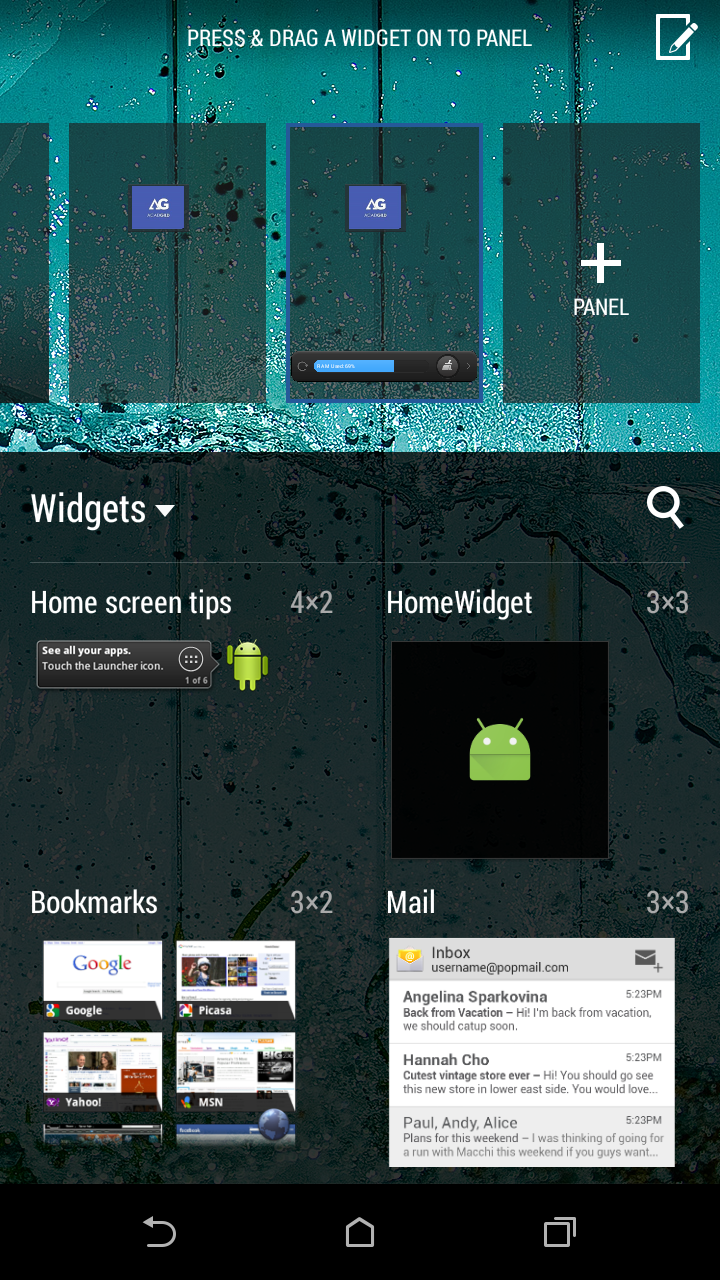 PRESS & DRAG A WIDGET ON TO PANEL
AG
ACADGILD
AG
ACADGILD
PANEL
RAM Used:69%
Widgets
Home screen tips 4×2
HomeWidget 3×3
See all your apps.
Touch the Launcher icon.
1 of 6
Bookmarks 3×2
Mail 3×3
Google
Google
Picasa
Yahoo!
MSN
facebook
Inbox
username@popmail.com
Angelina Sparkovina 5:23PM
Back from Vacation – Hi! I'm back from vacation,
we should catup soon.
Hannah Cho 5:23PM
Cutest vintage store ever – Hi! You should go see
this new store in lower east side. You would love...
Paul, Andy, Alice 5:23PM
Plans for this weekend – I was thinking of going for
a run with Macchi this weekend if you guys want...